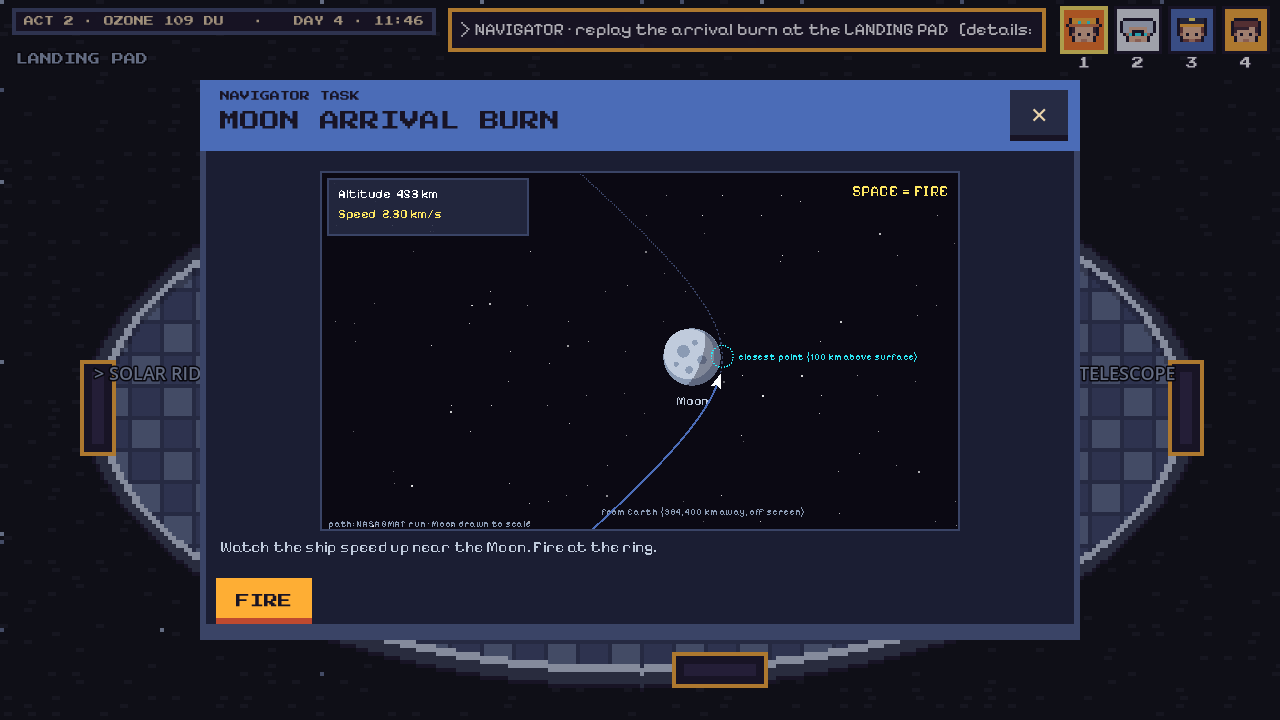 ACT 2 · OZONE 109 DU · DAY 4 · 11:46
> NAVIGATOR · replay the arrival burn at the LANDING PAD (details:
1 2 3 4
LANDING PAD
NAVIGATOR TASK
MOON ARRIVAL BURN
×
Altitude 493 km
Speed 2.30 km/s
SPACE = FIRE
closest point (100 km above surface)
> SOLAR RID
TELESCOPE
Moon
from Earth (384,400 km away, off screen)
path: NASA GMAT run · Moon drawn to scale
Watch the ship speed up near the Moon. Fire at the ring.
FIRE